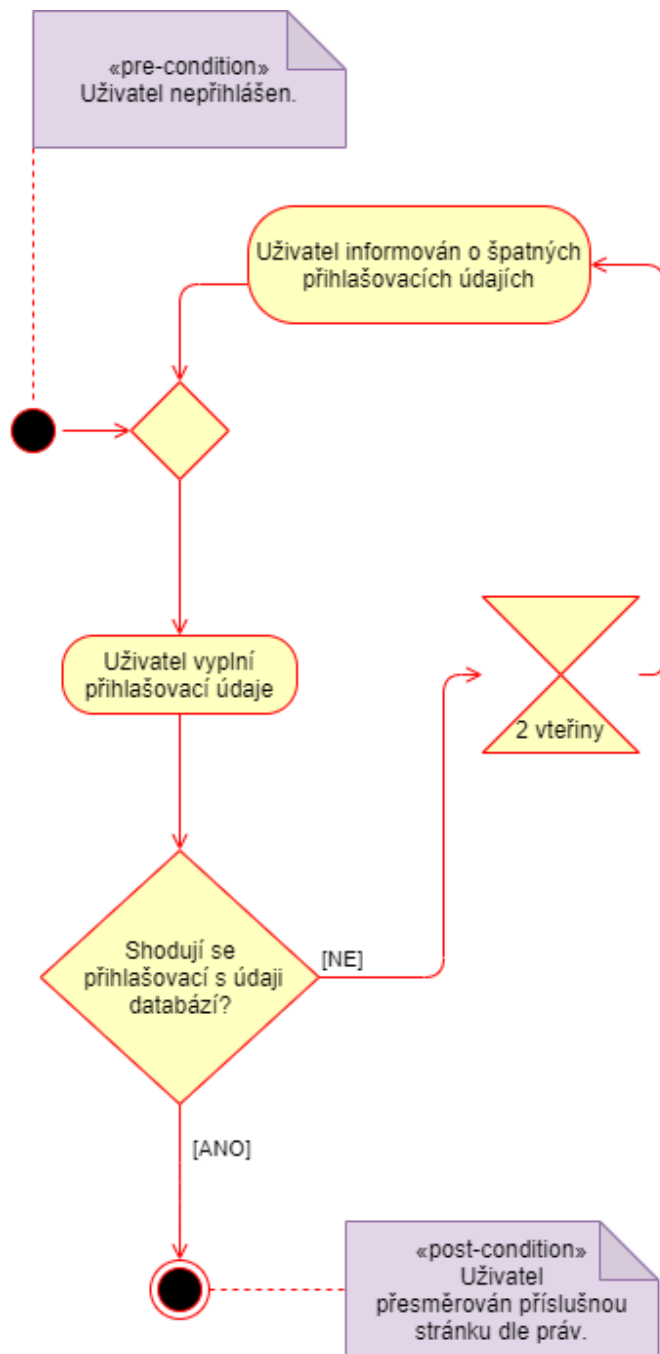 «pre-condition»
Uživatel nepřihlášen.
Uživatel informován o špatných
přihlašovacích údajích
Uživatel vyplní
přihlašovací údaje
2 vteřiny
Shodují se
přihlašovací s údaji
databází?
[NE]
[ANO]
«post-condition»
Uživatel
přesměrován příslušnou
stránku dle práv.